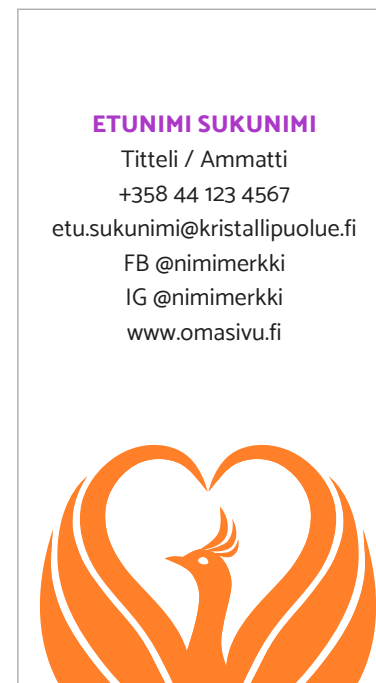 ETUNIMI SUKUNIMI
Titteli / Ammatti
+358 44 123 4567
etu.sukunimi@kristallipuolue.fi
FB @nimimerkki
IG @nimimerkki
www.omasivu.fi